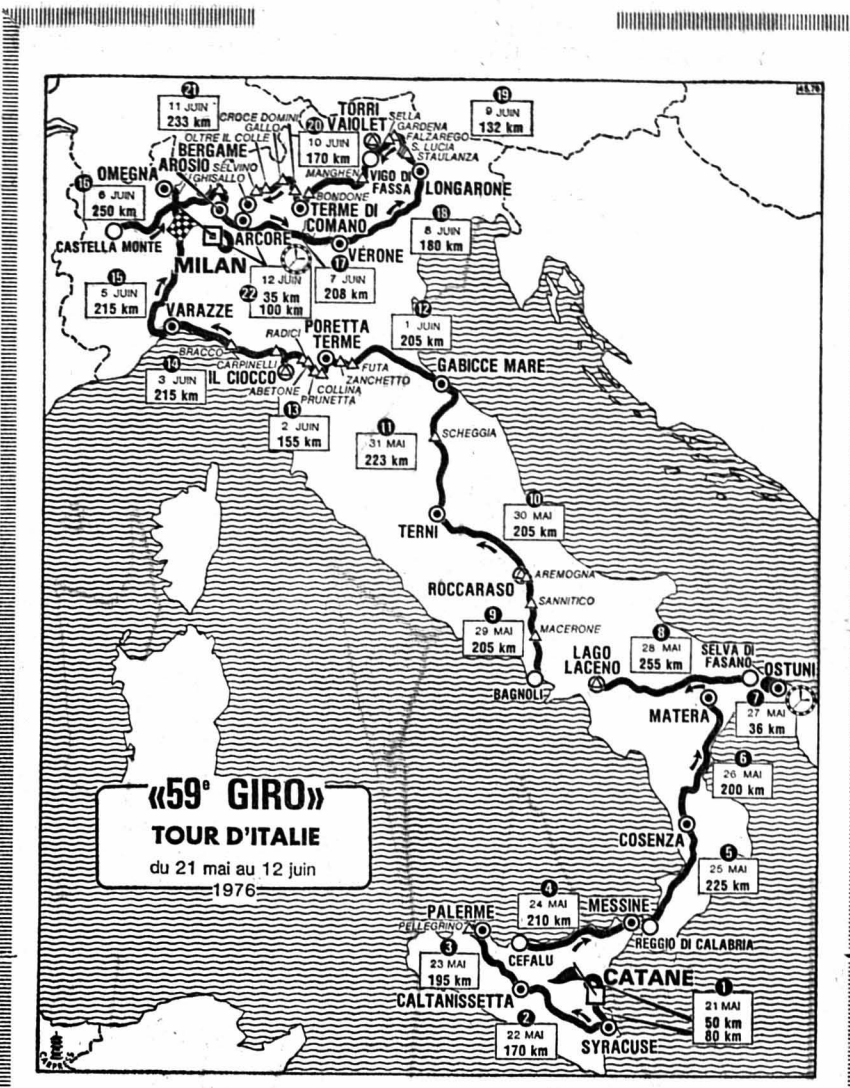 21
11 JUIN
233 km
CROCE DOMINI
GALLO
OLTRE IL COLLE
BERGAME
SELVINO
GHISALLO
OMEGNA
AROSIO
20
10 JUIN
170 km
TORRI
VAIOLET
SELLA
GARDENA
FALZAREGO
S. LUCIA
STAULANZA
19
9 JUIN
132 km
MANGHEN
VIGO DI
FASSA
LONGARONE
16
6 JUIN
250 km
BONDONE
TERME DI
COMANO
CASTELLA MONTE
ARCORE
VÉRONE
18
8 JUIN
180 km
MILAN
12 JUIN
22
35 km
100 km
17
7 JUIN
208 km
15
5 JUIN
215 km
VARAZZE
12
1 JUIN
205 km
RADICI
PORETTA
TERME
GABICCE MARE
BRACCO
CARPINELLI
IL CIOCCO
ABETONE
FUTA
ZANCHETTO
COLLINA
PRUNETTA
14
3 JUIN
215 km
13
2 JUIN
155 km
11
31 MAI
223 km
SCHEGGIA
10
30 MAI
205 km
TERNI
ROCCARASO
AREMOGNA
SANNITICO
9
29 MAI
205 km
MACERONE
BAGNOLI
LAGO
LACENO
8
28 MAI
255 km
SELVA DI
FASANO
OSTUNI
MATERA
7
27 MAI
36 km
6
26 MAI
200 km
«59e GIRO»
TOUR D'ITALIE
du 21 mai au 12 juin
1976
COSENZA
5
25 MAI
225 km
4
24 MAI
210 km
MESSINE
REGGIO DI CALABRIA
PALERME
PELLEGRINO
CEFALU
3
23 MAI
195 km
CATANE
CALTANISSETTA
1
21 MAI
50 km
80 km
2
22 MAI
170 km
SYRACUSE